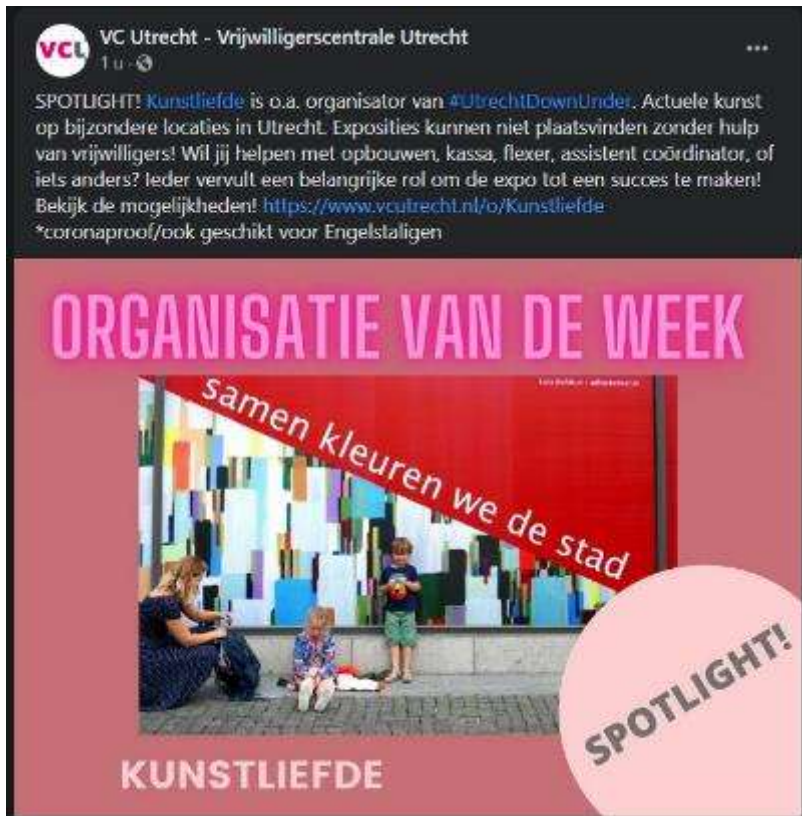 VCU
VC Utrecht - Vrijwilligerscentrale Utrecht
1 u ·
SPOTLIGHT! Kunstliefde is o.a. organisator van #UtrechtDownUnder. Actuele kunst
op bijzondere locaties in Utrecht. Exposities kunnen niet plaatsvinden zonder hulp
van vrijwilligers! Wil jij helpen met opbouwen, kassa, flexer, assistent coördinator, of
iets anders? Ieder vervult een belangrijke rol om de expo tot een succes te maken!
Bekijk de mogelijkheden! https://www.vcutrecht.nl/o/Kunstliefde
*coronaproof/ook geschikt voor Engelstaligen
ORGANISATIE VAN DE WEEK
samen kleuren we de stad
SPOTLIGHT!
KUNSTLIEFDE